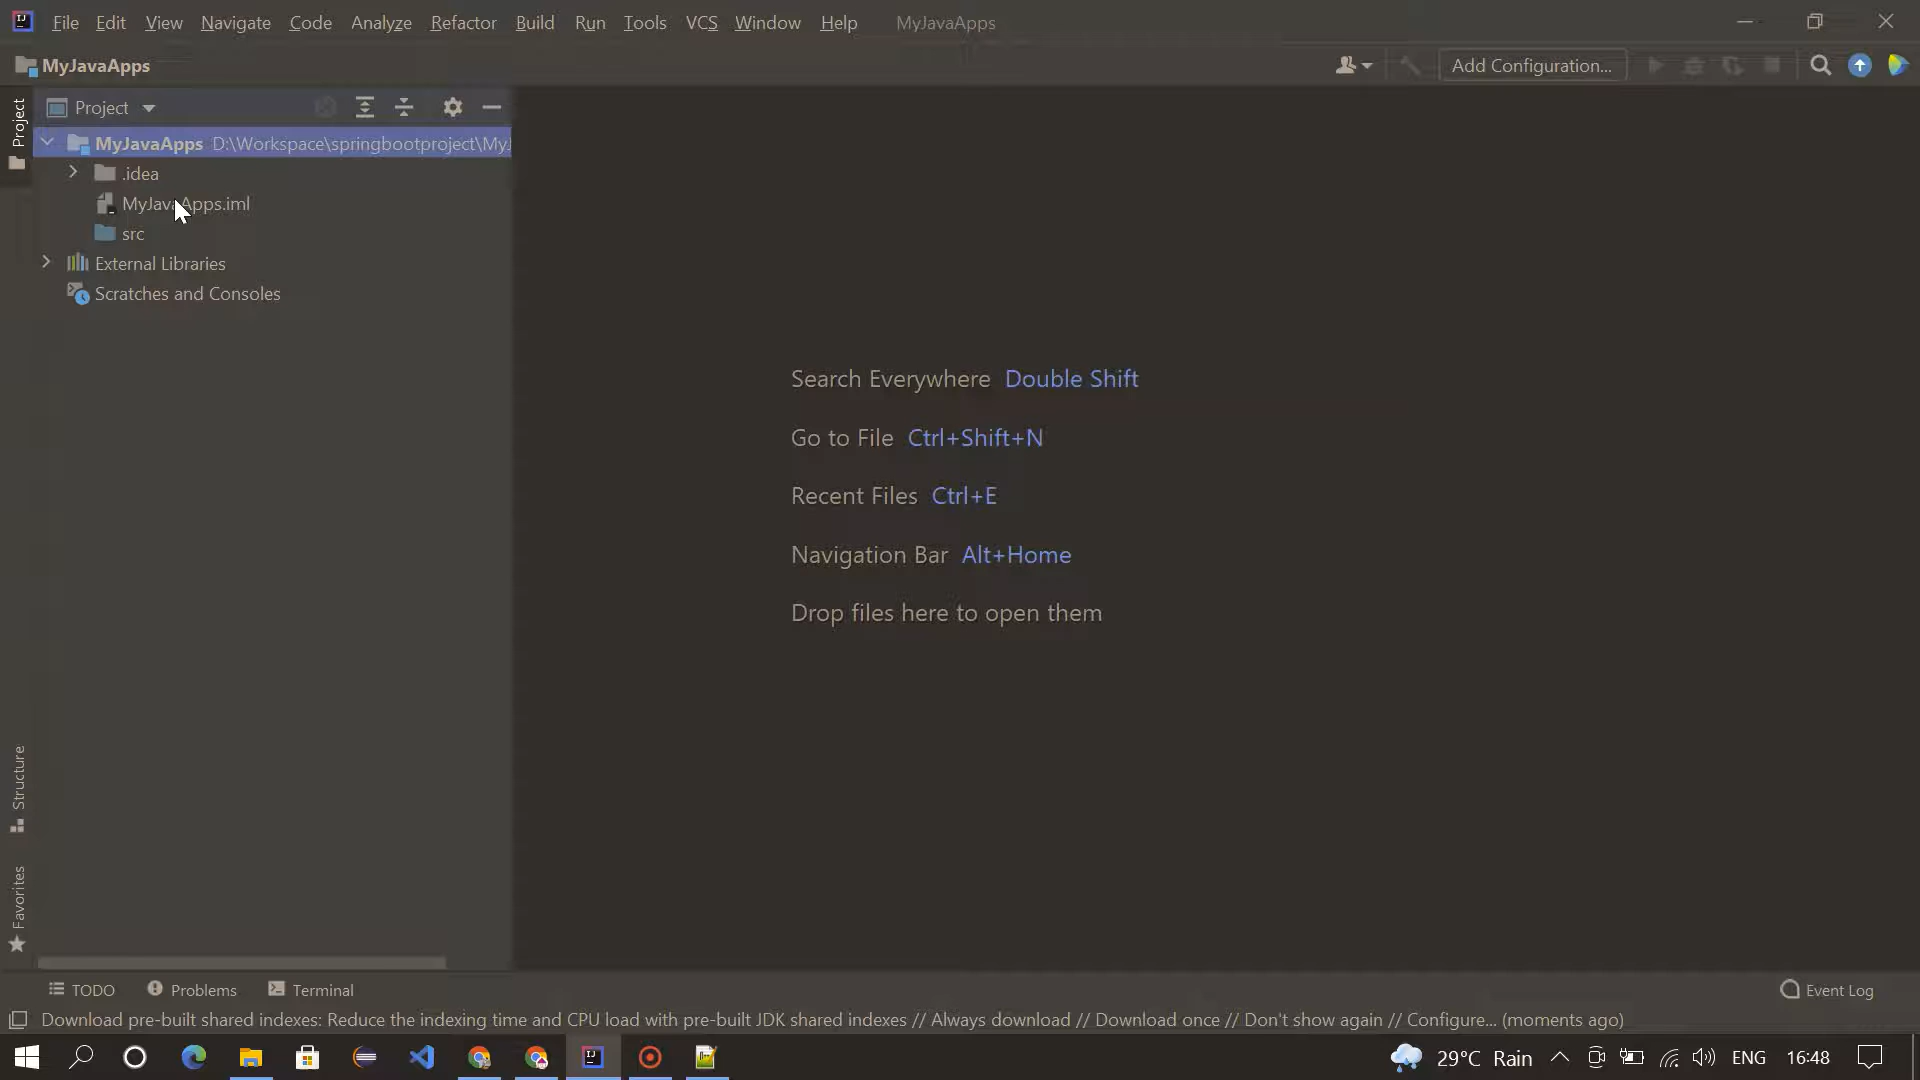 File Edit View Navigate Code Analyze Refactor Build Run Tools VCS Window Help MyJavaApps
MyJavaApps
Add Configuration...
Project
Project
MyJavaApps D:\Workspace\springbootproject\MyJ
.idea
MyJavaApps.iml
src
External Libraries
Scratches and Consoles
Search Everywhere Double Shift
Go to File Ctrl+Shift+N
Recent Files Ctrl+E
Navigation Bar Alt+Home
Drop files here to open them
Structure
Favorites
TODO Problems Terminal
Event Log
Download pre-built shared indexes: Reduce the indexing time and CPU load with pre-built JDK shared indexes // Always download // Download once // Don't show again // Configure... (moments ago)
29°C Rain ENG 16:48